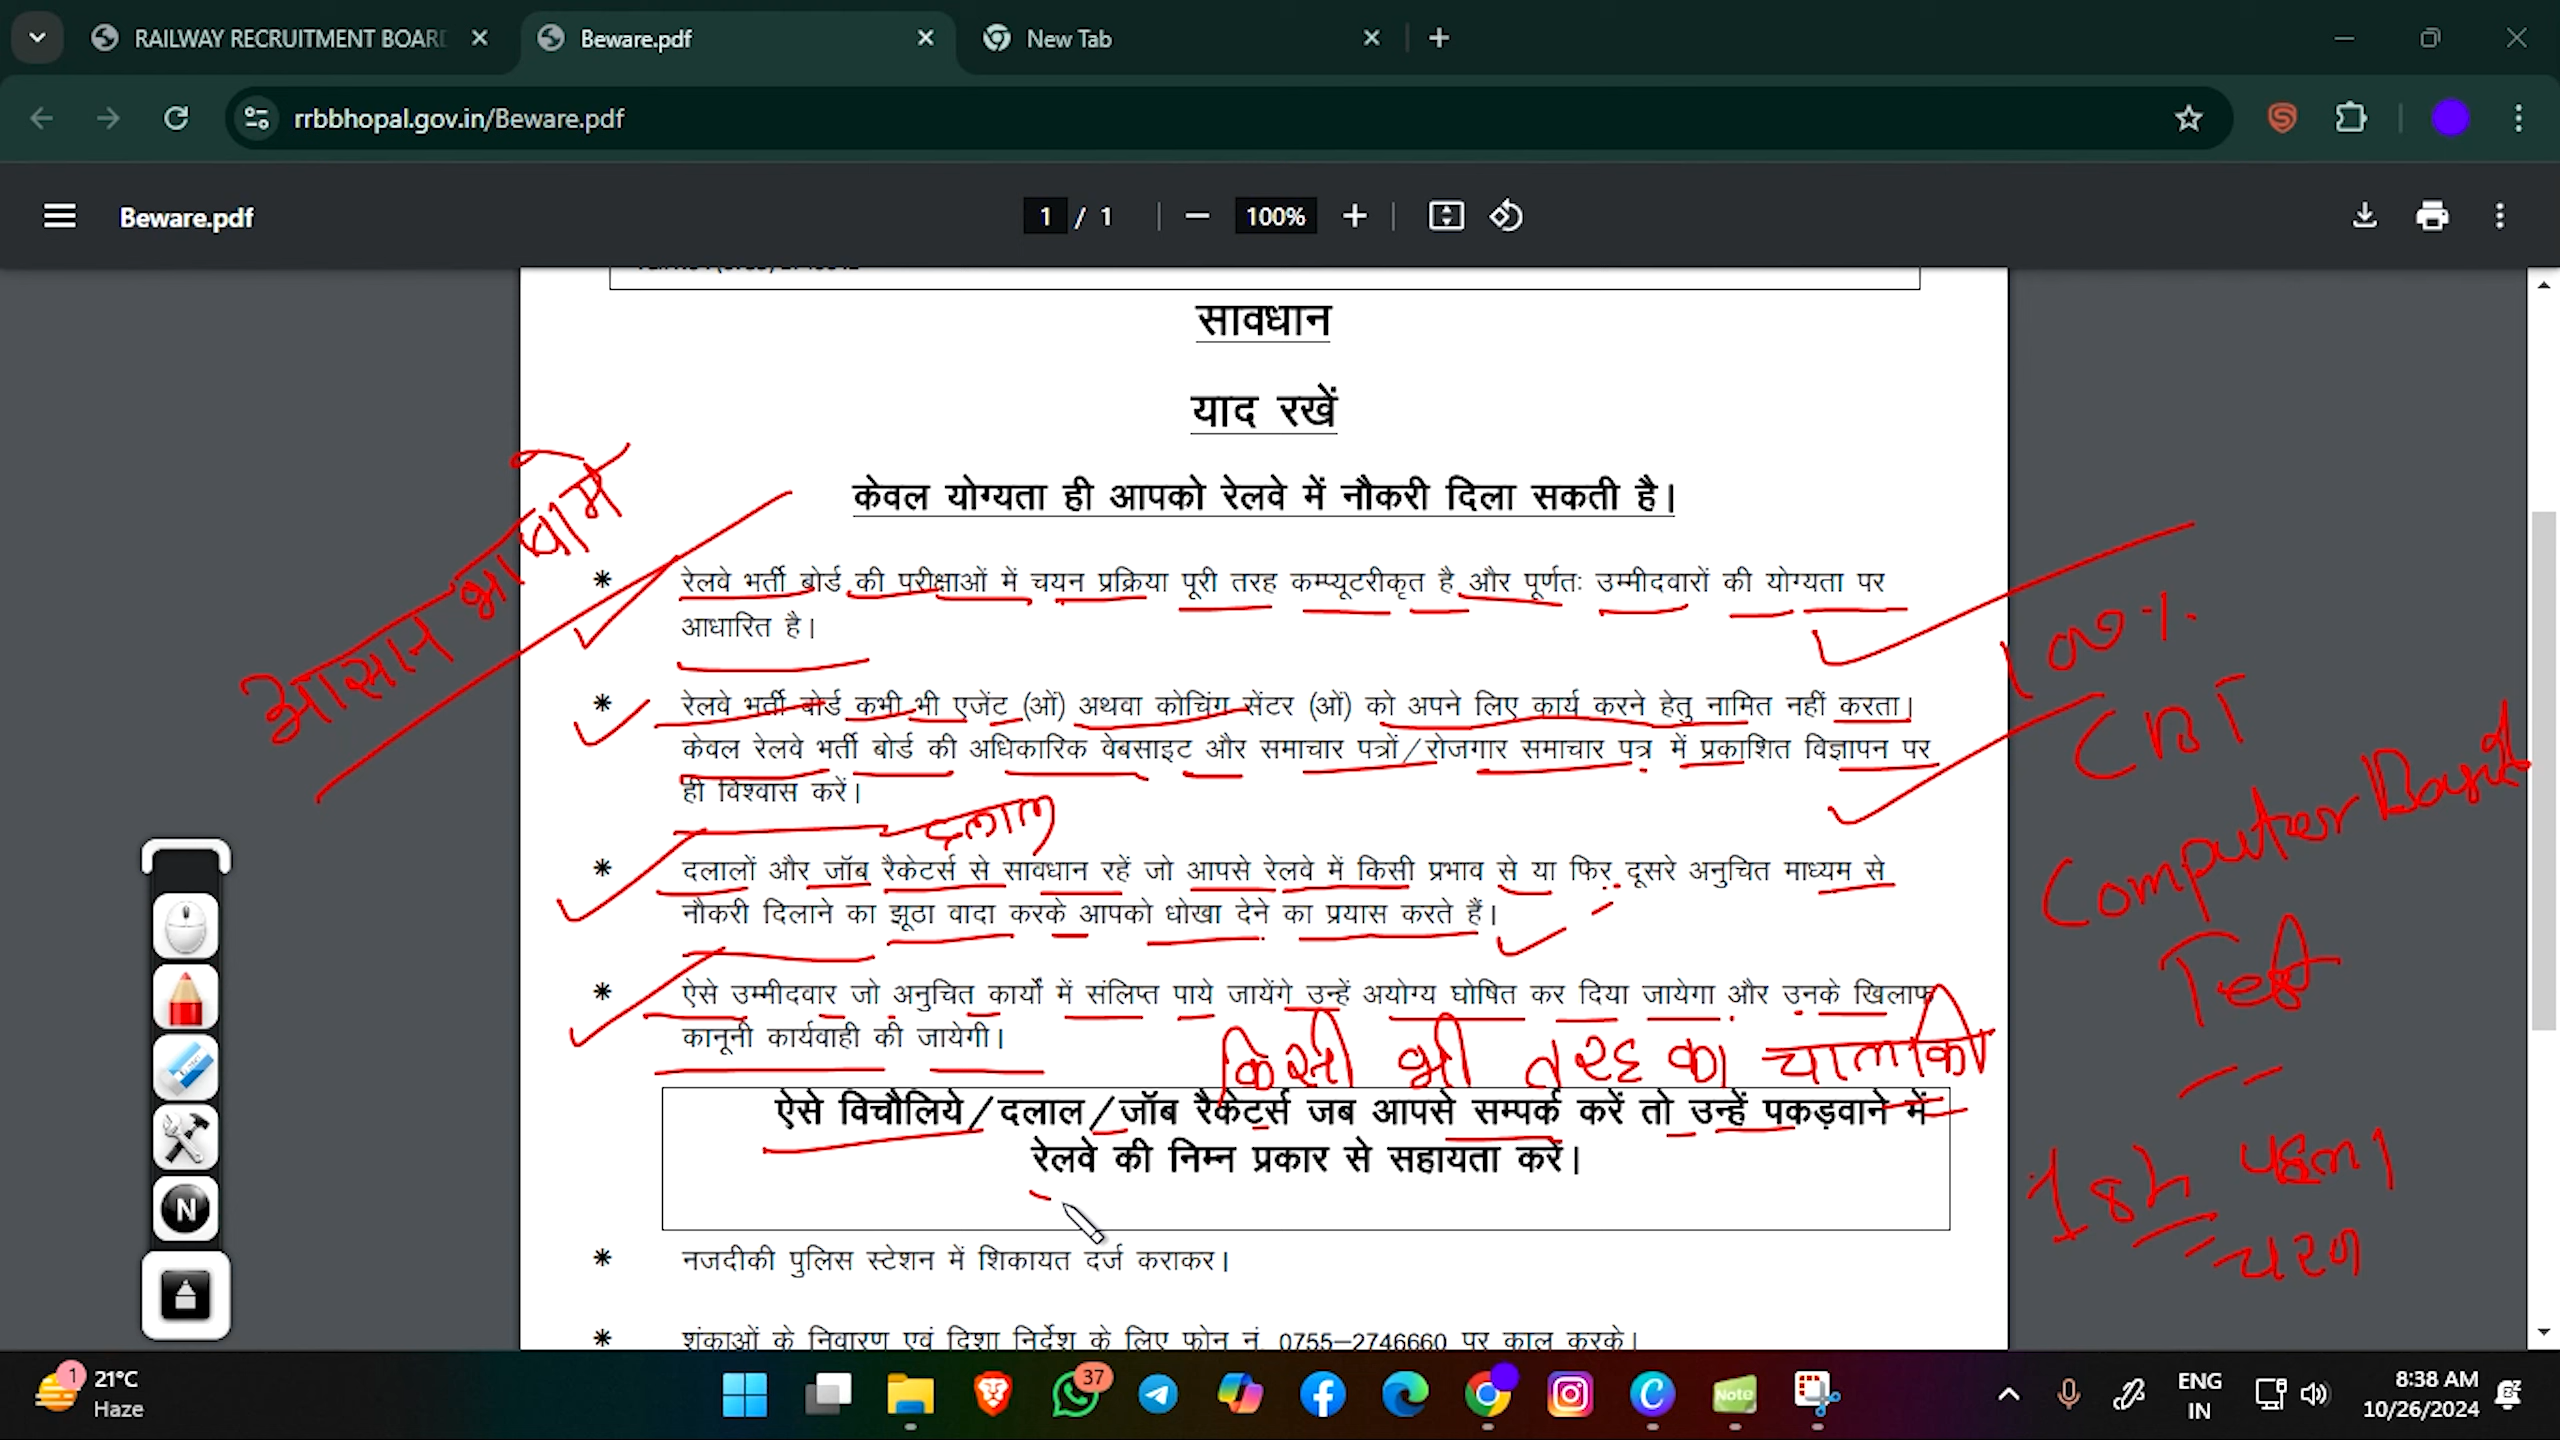 RAILWAY RECRUITMENT BOARD
Beware.pdf
New Tab
rrbbhopal.gov.in/Beware.pdf
Beware.pdf
1 / 1
100%
सावधान
याद रखें
केवल योग्यता ही आपको रेलवे में नौकरी दिला सकती है।
* रेलवे भर्ती बोर्ड की परीक्षाओं में चयन प्रक्रिया पूरी तरह कम्प्यूटरीकृत है और पूर्णतः उम्मीदवारों की योग्यता पर
आधारित है।
आसान भाषा में
100%
CBT
Computer Based
Test
* रेलवे भर्ती बोर्ड कभी भी एजेंट (ओं) अथवा कोचिंग सेंटर (ओं) को अपने लिए कार्य करने हेतु नामित नहीं करता।
केवल रेलवे भर्ती बोर्ड की अधिकारिक वेबसाइट और समाचार पत्रों/रोजगार समाचार पत्र में प्रकाशित विज्ञापन पर
ही विश्वास करें।
दलाल
* दलालों और जॉब रैकेटर्स से सावधान रहें जो आपसे रेलवे में किसी प्रभाव से या फिर दूसरे अनुचित माध्यम से
नौकरी दिलाने का झूठा वादा करके आपको धोखा देने का प्रयास करते हैं।
* ऐसे उम्मीदवार जो अनुचित कार्यों में संलिप्त पाये जायेंगे उन्हें अयोग्य घोषित कर दिया जायेगा और उनके खिलाफ
कानूनी कार्यवाही की जायेगी।
किसी भी तरह का चालाकी
ऐसे विचौलिये/दलाल/जॉब रैकेटर्स जब आपसे सम्पर्क करें तो उन्हें पकड़वाने में
रेलवे की निम्न प्रकार से सहायता करें।
पहला
चरण
* नजदीकी पुलिस स्टेशन में शिकायत दर्ज कराकर।
* शंकाओं के निवारण एवं दिशा निर्देश के लिए फोन नं. 0755–2746660 पर काल करके।
N
1
21°C
Haze
37
Note
ENG
IN
8:38 AM
10/26/2024